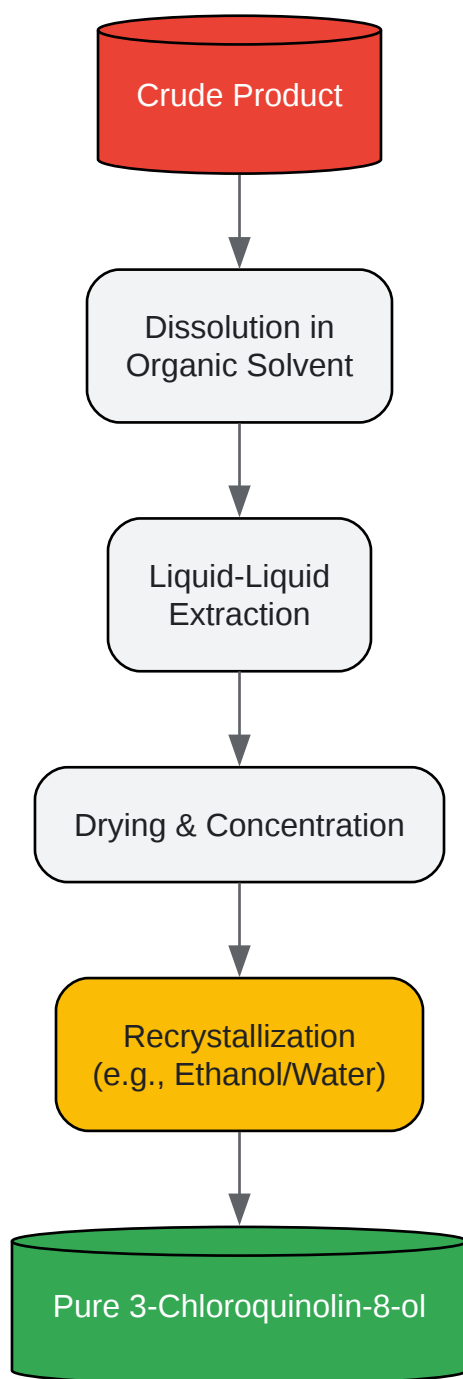 Crude Product
Dissolution in
Organic Solvent
Liquid-Liquid
Extraction
Drying & Concentration
Recrystallization
(e.g., Ethanol/Water)
Pure 3-Chloroquinolin-8-ol